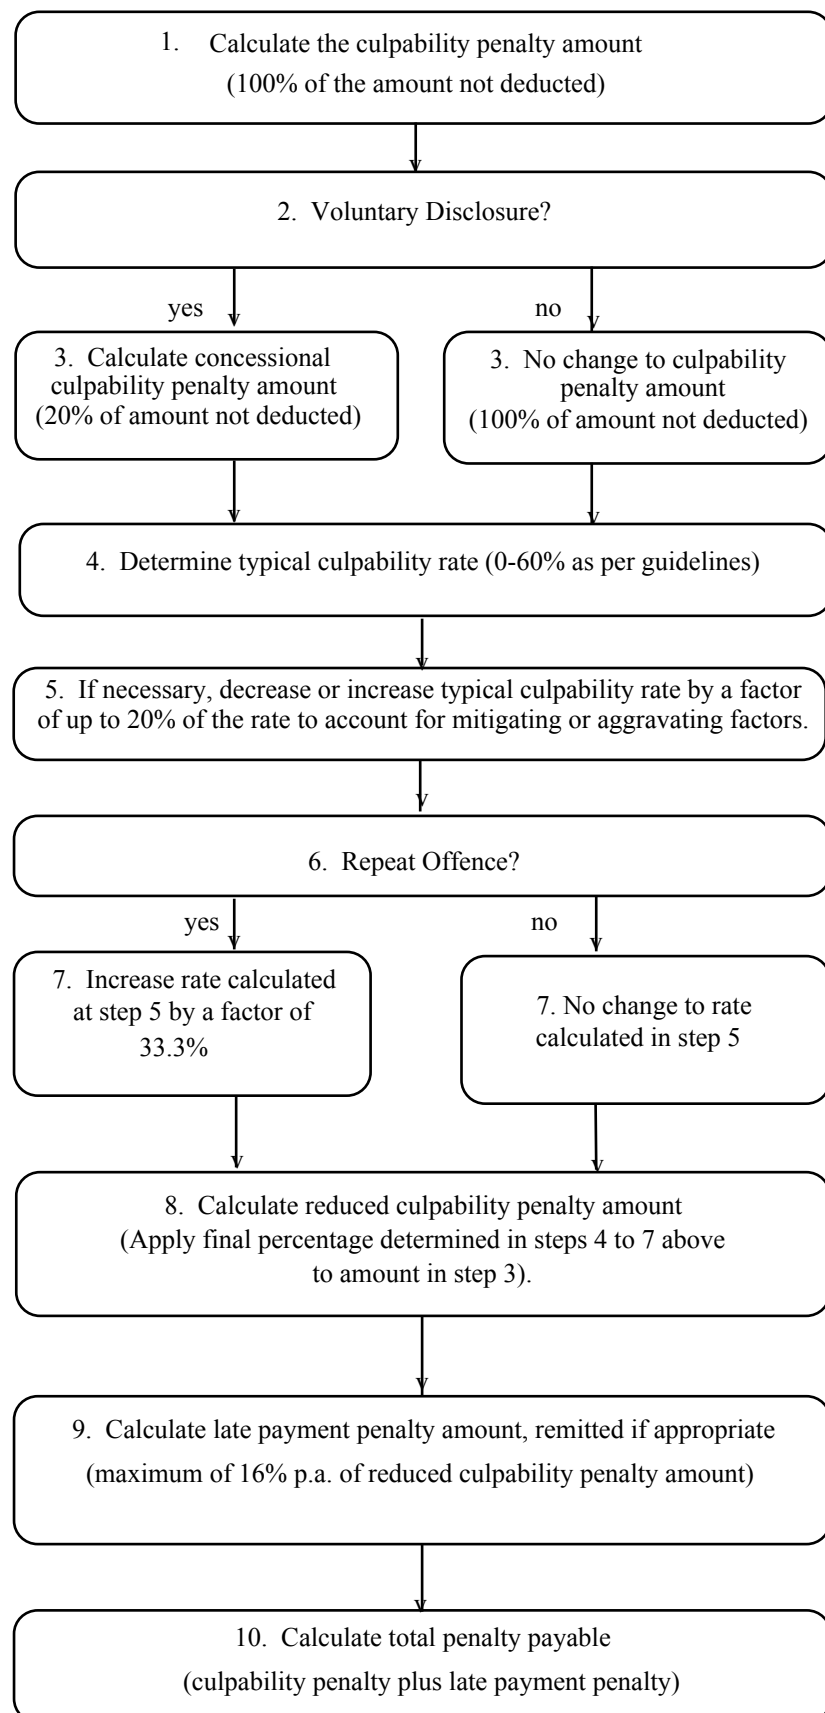 1. Calculate the culpability penalty amount
(100% of the amount not deducted)
2. Voluntary Disclosure?
yes
no
3. Calculate concessional
culpability penalty amount
(20% of amount not deducted)
3. No change to culpability
penalty amount
(100% of amount not deducted)
4. Determine typical culpability rate (0-60% as per guidelines)
5. If necessary, decrease or increase typical culpability rate by a factor
of up to 20% of the rate to account for mitigating or aggravating factors.
6. Repeat Offence?
yes
no
7. Increase rate calculated
at step 5 by a factor of
33.3%
7. No change to rate
calculated in step 5
8. Calculate reduced culpability penalty amount
(Apply final percentage determined in steps 4 to 7 above
to amount in step 3).
9. Calculate late payment penalty amount, remitted if appropriate
(maximum of 16% p.a. of reduced culpability penalty amount)
10. Calculate total penalty payable
(culpability penalty plus late payment penalty)